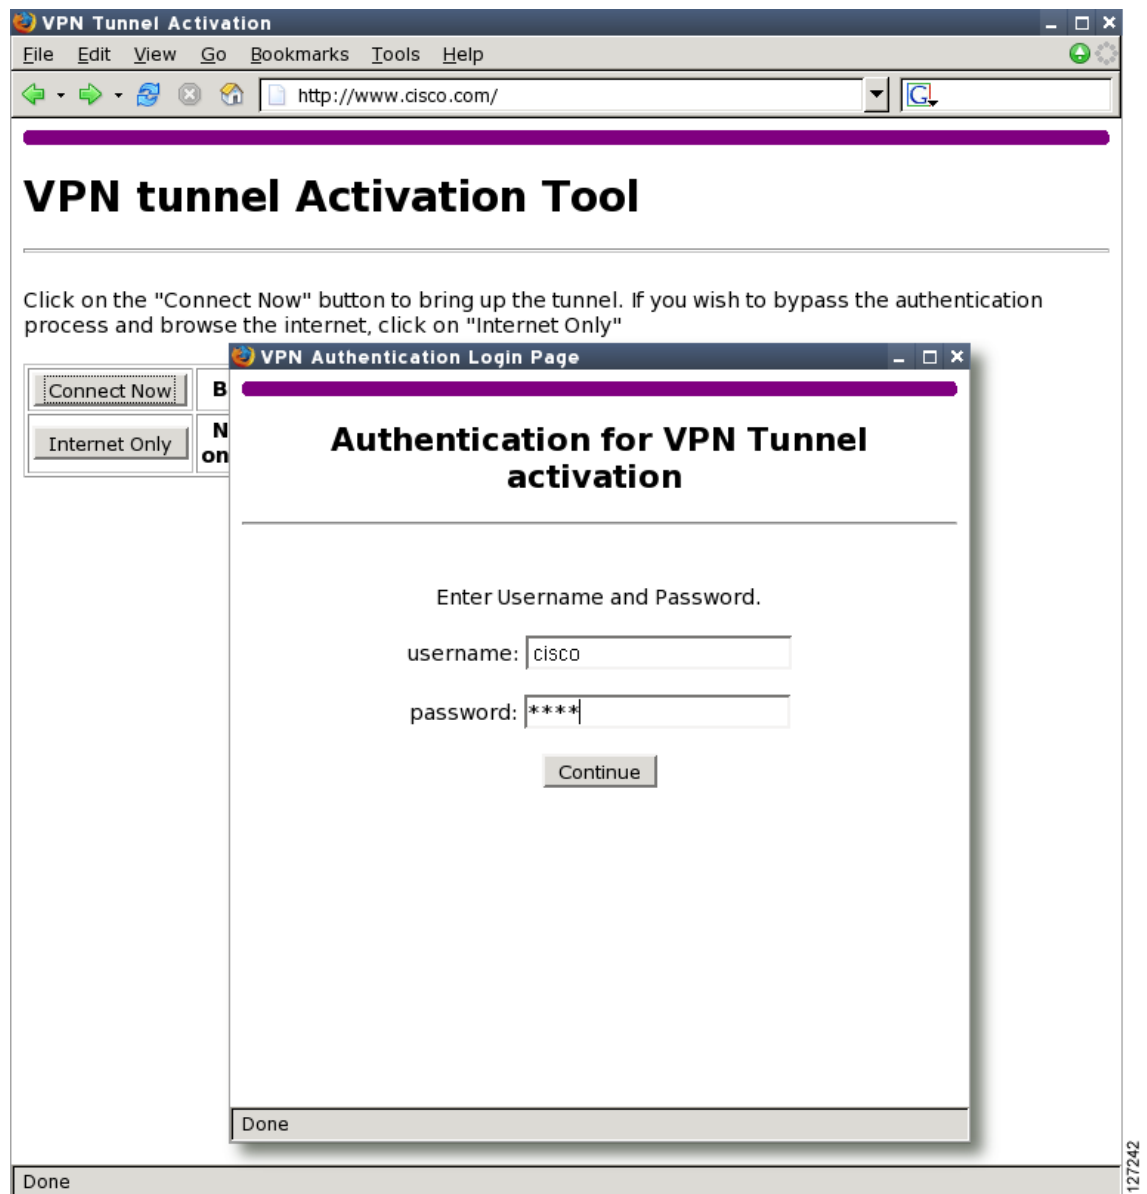 VPN Tunnel Activation
File Edit View Go Bookmarks Tools Help
http://www.cisco.com/
G
VPN tunnel Activation Tool
Click on the "Connect Now" button to bring up the tunnel. If you wish to bypass the authentication
process and browse the internet, click on "Internet Only"
Connect Now
Internet Only
VPN Authentication Login Page
Authentication for VPN Tunnel
activation
Enter Username and Password.
username: cisco
password: ****
Continue
Done
Done
127242